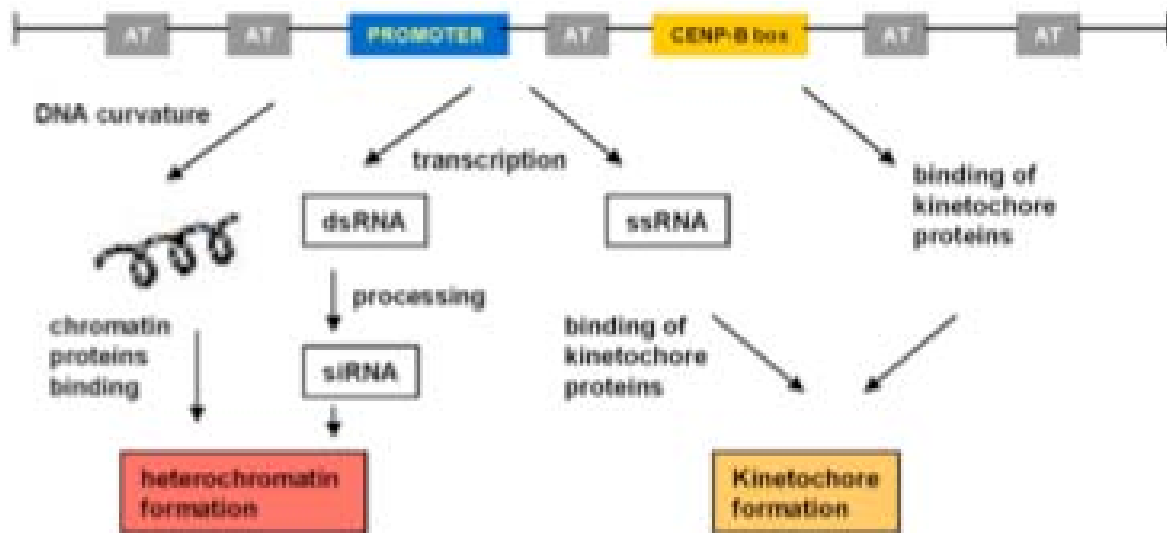 AT
AT
PROMOTER
AT
CENP-B box
AT
AT
DNA curvature
transcription
binding of
kinetochore
proteins
dsRNA
ssRNA
processing
chromatin
proteins
binding
binding of
kinetochore
proteins
siRNA
heterochromatin
formation
Kinetochore
formation